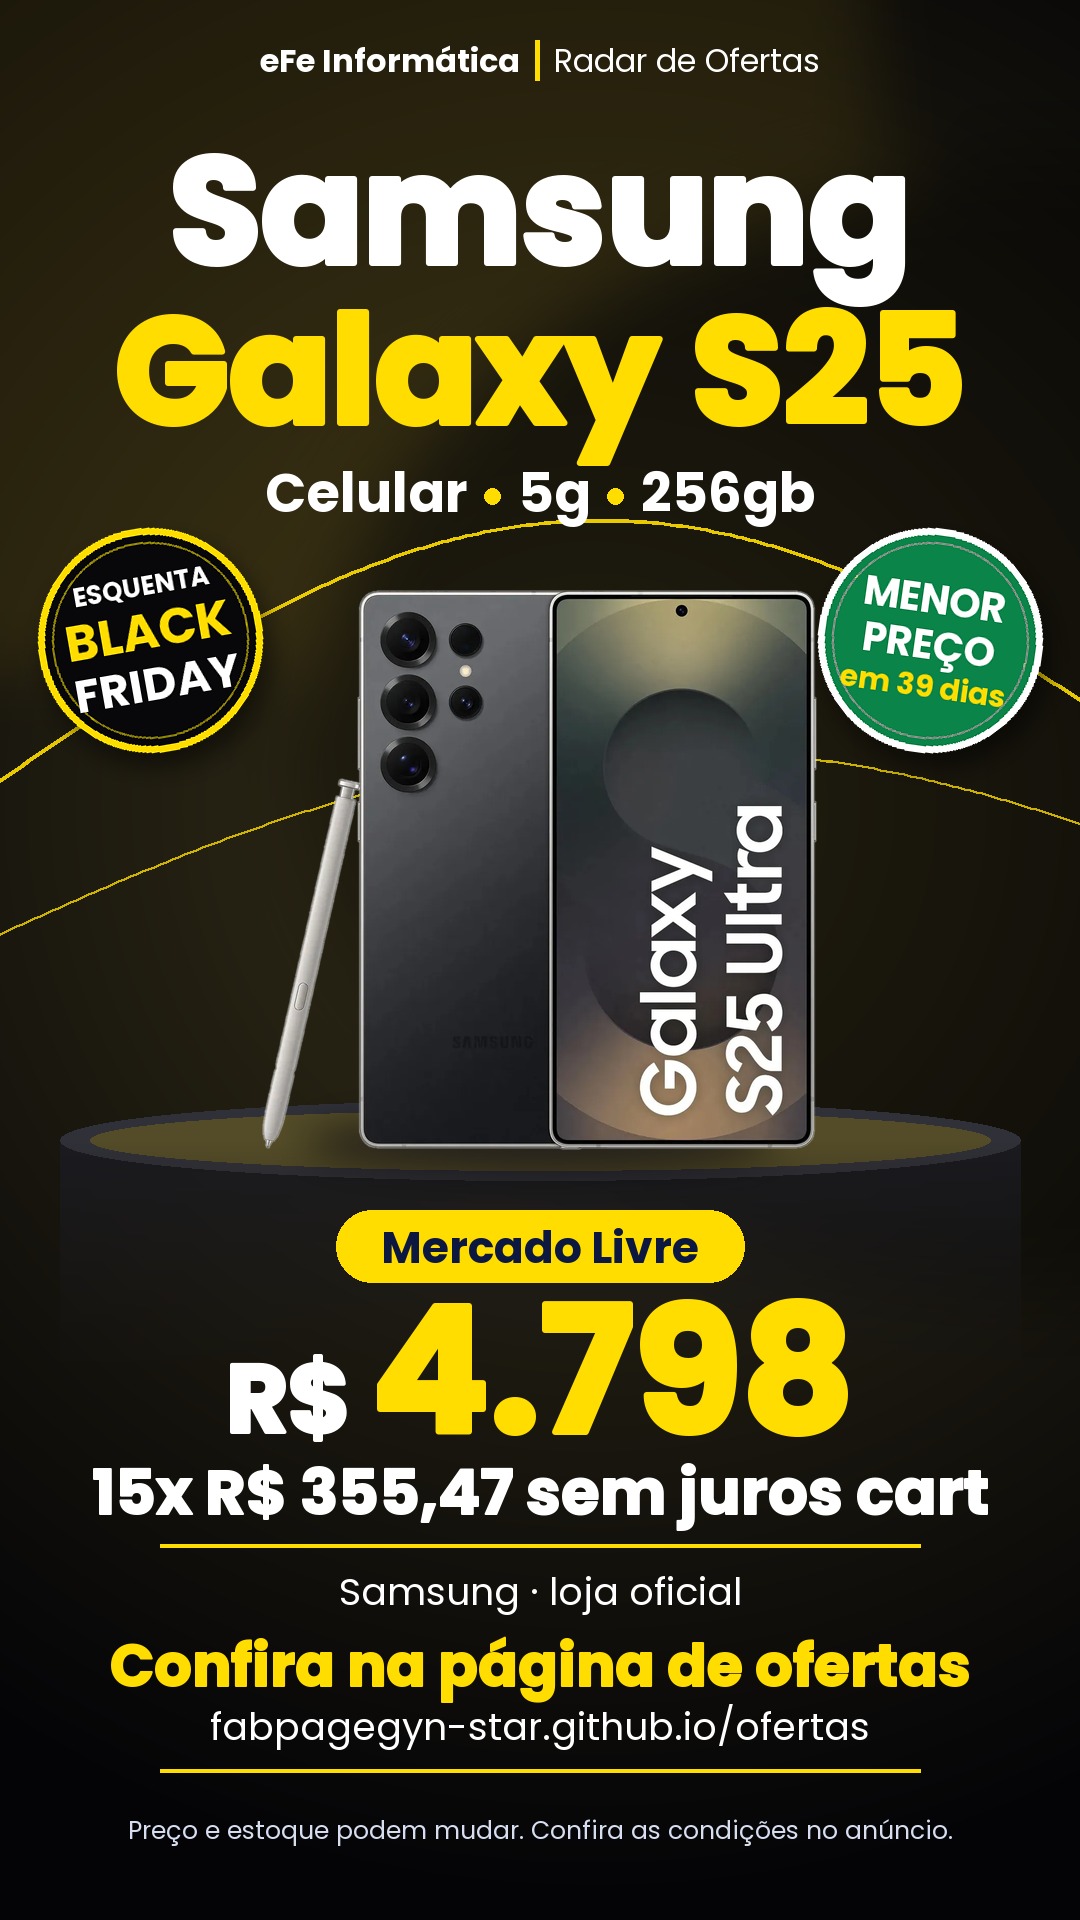 eFe Informática | Radar de Ofertas
Samsung
Galaxy S25
Celular • 5g • 256gb
ESQUENTA
BLACK
FRIDAY
MENOR
PREÇO
em 39 dias
Galaxy
S25 Ultra
SAMSUNG
Mercado Livre
R$ 4.798
15x R$ 355,47 sem juros cart
Samsung · loja oficial
Confira na página de ofertas
fabpagegyn-star.github.io/ofertas
Preço e estoque podem mudar. Confira as condições no anúncio.